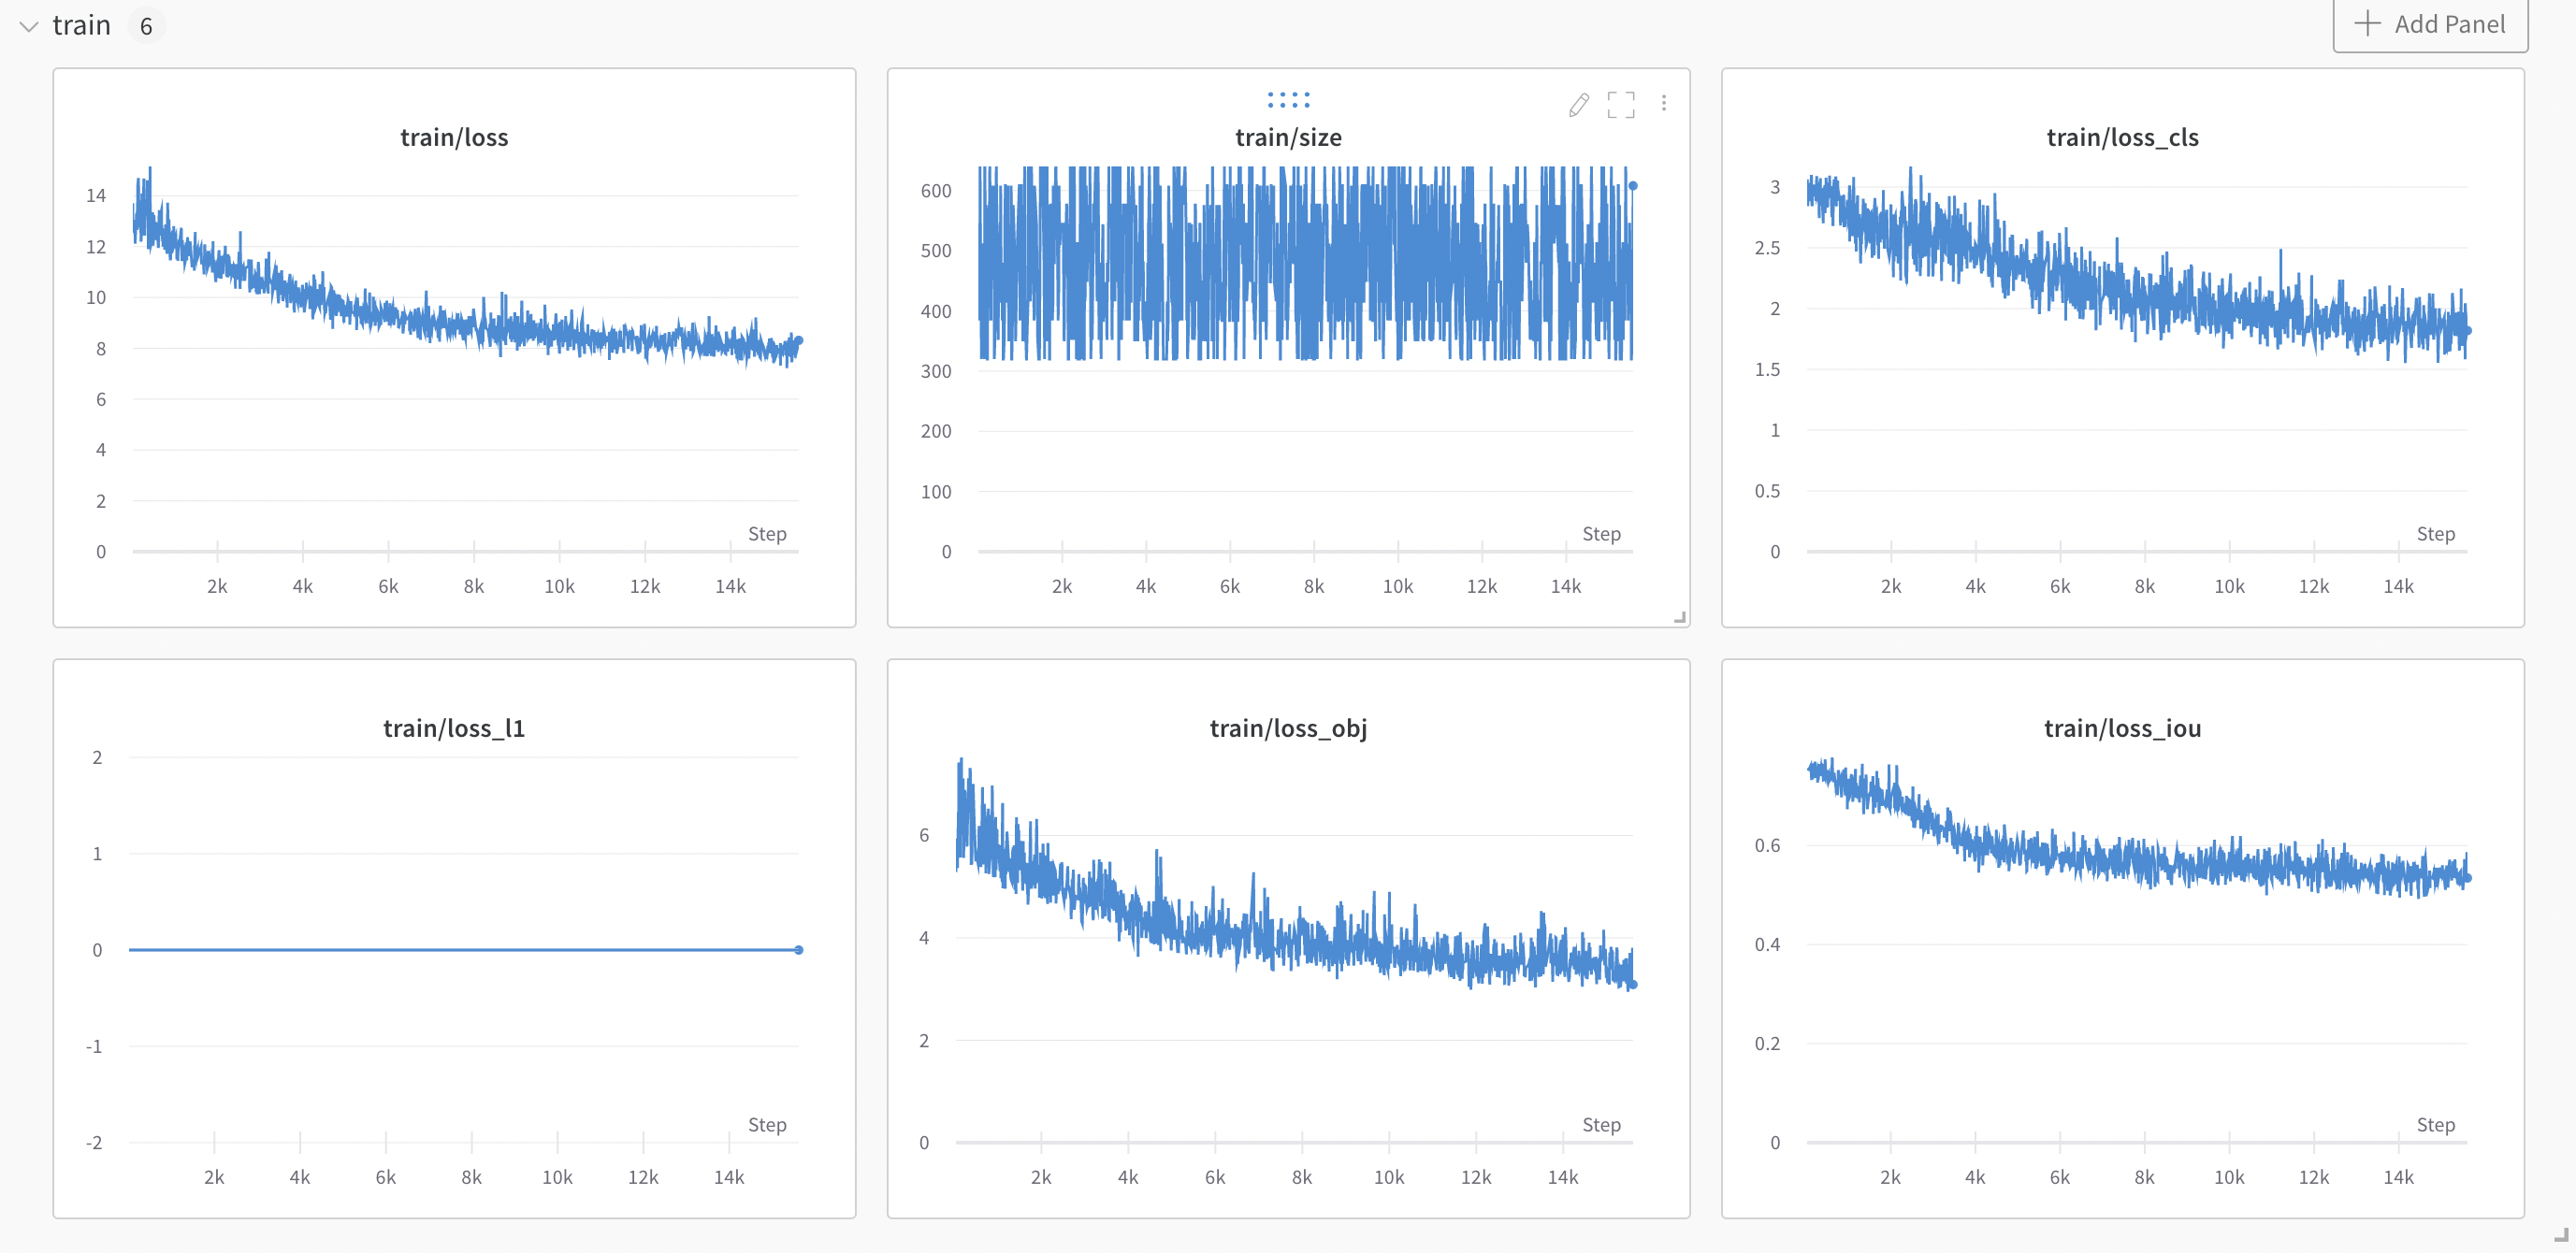 train 6
Add Panel
train/loss
14
12
10
8
6
4
2
0
Step
2k 4k 6k 8k 10k 12k 14k
train/size
600
500
400
300
200
100
0
Step
2k 4k 6k 8k 10k 12k 14k
train/loss_cls
3
2.5
2
1.5
1
0.5
0
Step
2k 4k 6k 8k 10k 12k 14k
train/loss_l1
2
1
0
-1
-2
Step
2k 4k 6k 8k 10k 12k 14k
train/loss_obj
6
4
2
0
Step
2k 4k 6k 8k 10k 12k 14k
train/loss_iou
0.6
0.4
0.2
0
Step
2k 4k 6k 8k 10k 12k 14k